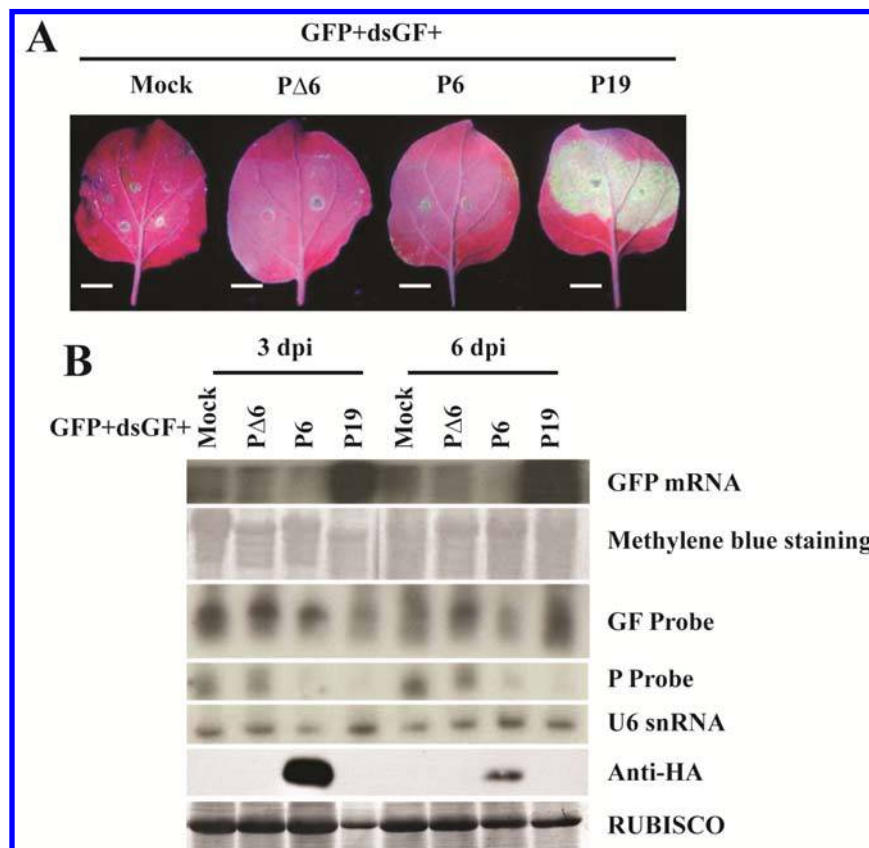 A
GFP+dsGF+
Mock PΔ6 P6 P19
B
3 dpi 6 dpi
GFP+dsGF+ Mock PΔ6 P6 P19 Mock PΔ6 P6 P19
GFP mRNA
Methylene blue staining
GF Probe
P Probe
U6 snRNA
Anti-HA
RUBISCO